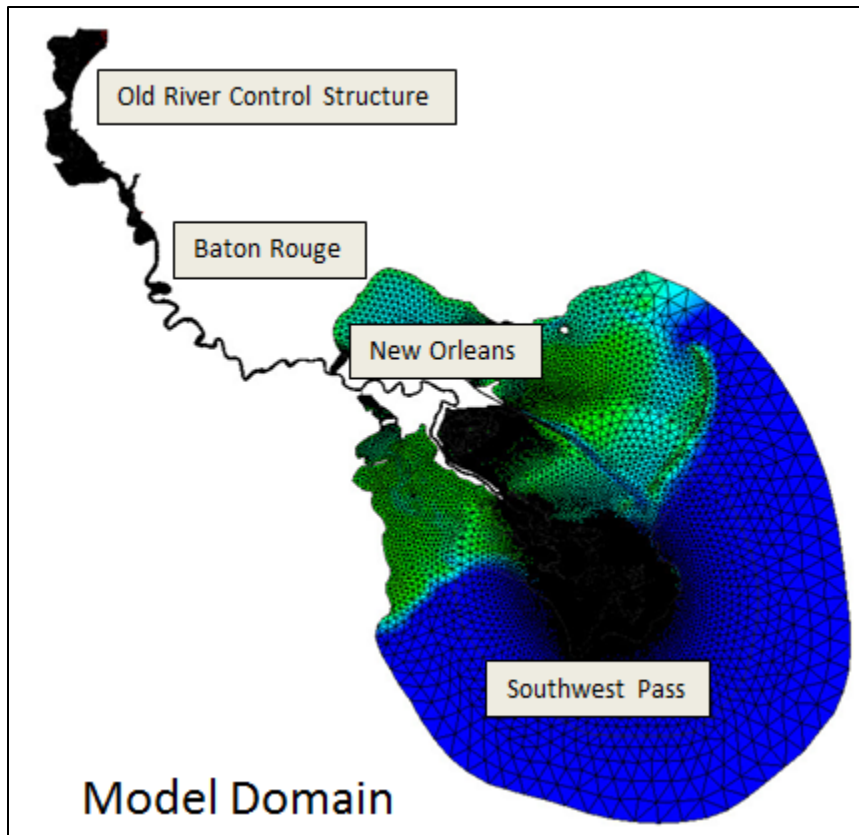 Old River Control Structure
Baton Rouge
New Orleans
Southwest Pass
Model Domain